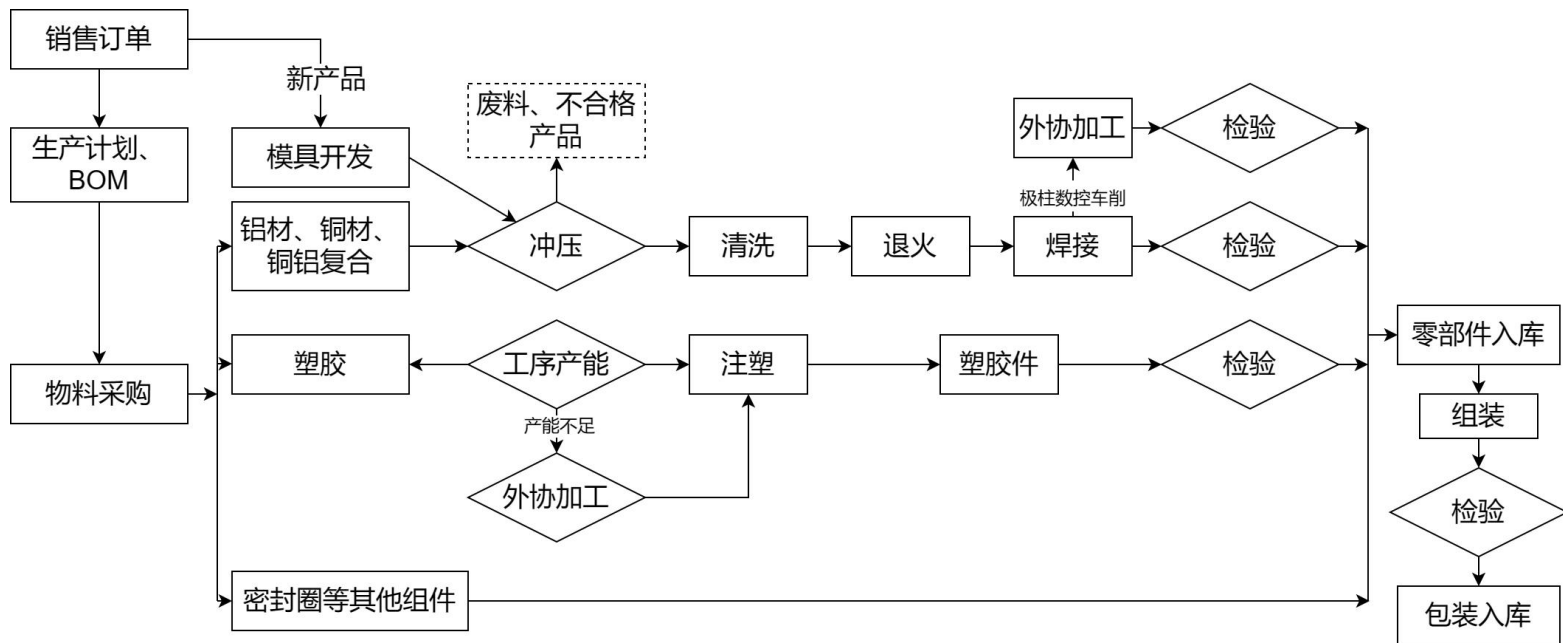 销售订单
新产品
生产计划、
BOM
模具开发
废料、不合格
产品
外协加工
检验
铝材、铜材、
铜铝复合
冲压
清洗
退火
极柱数控车削
焊接
检验
物料采购
塑胶
工序产能
注塑
塑胶件
检验
零部件入库
产能不足
外协加工
组装
检验
密封圈等其他组件
包装入库